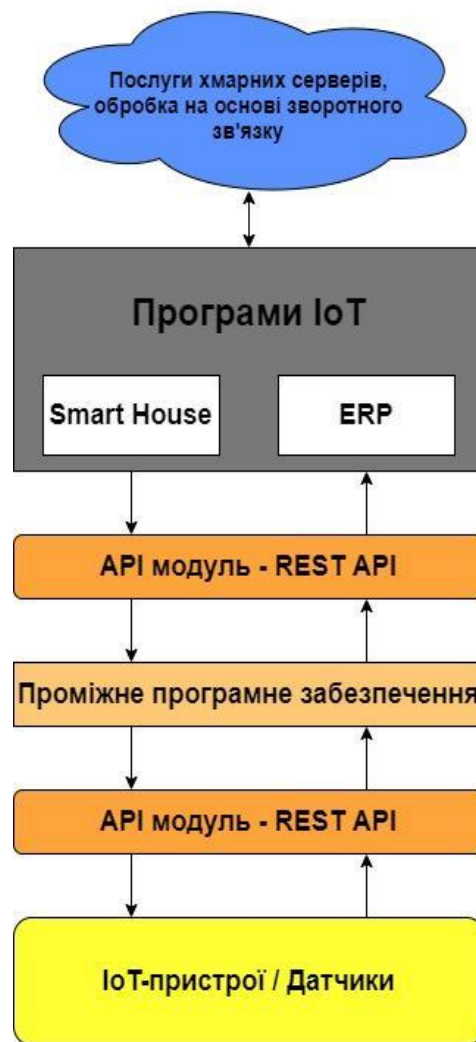 Послуги хмарних серверів,
обробка на основі зворотного
зв'язку
Програми IoT
Smart House
ERP
API модуль - REST API
Проміжне програмне забезпечення
API модуль - REST API
IoT-пристрої / Датчики